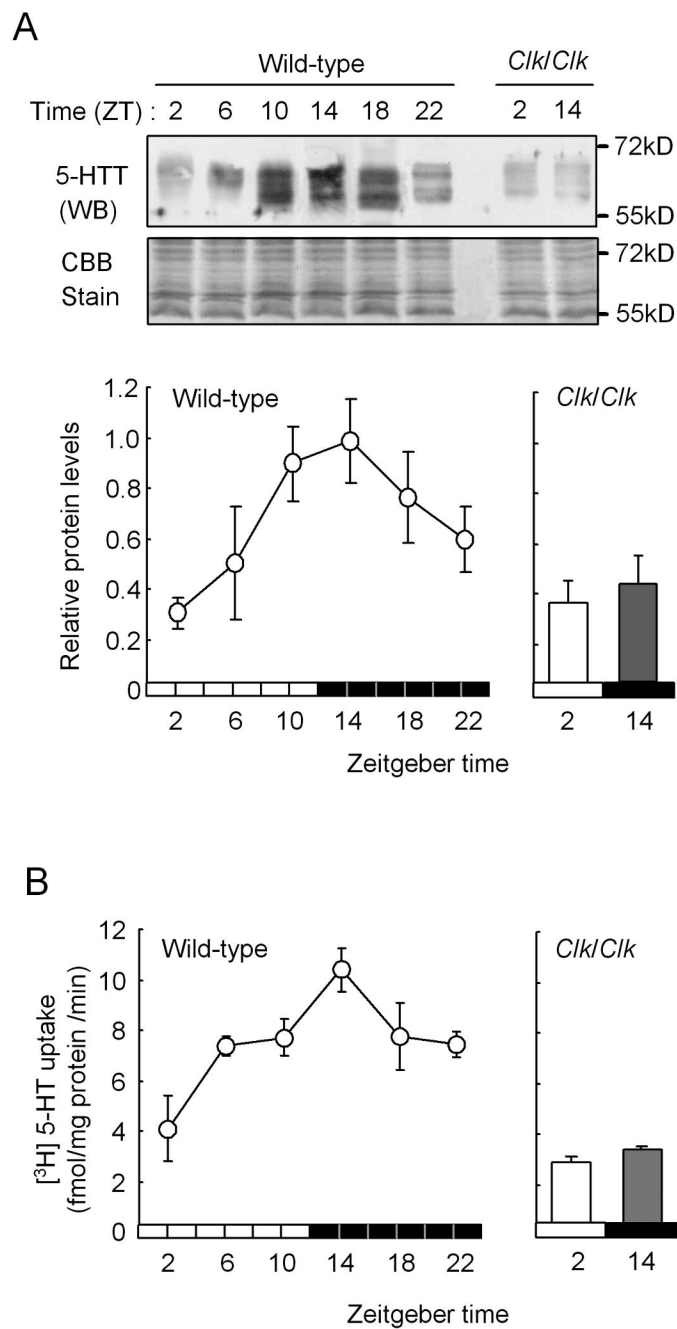 A
Wild-type Clk/Clk
Time (ZT) : 2 6 10 14 18 22 2 14
5-HTT
(WB)
72kD
55kD
CBB
Stain
72kD
55kD
Relative protein levels
1.2
1.0
0.8
0.6
0.4
0.2
0
Wild-type
Clk/Clk
2 6 10 14 18 22 2 14
Zeitgeber time
B
[³H] 5-HT uptake
(fmol/mg protein /min)
12
10
8
6
4
2
0
Wild-type
Clk/Clk
2 6 10 14 18 22 2 14
Zeitgeber time